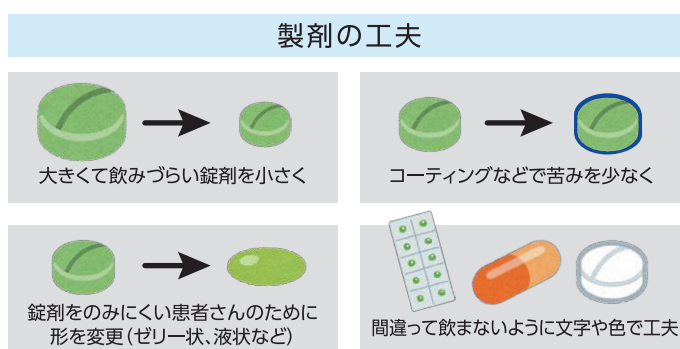 製剤の工夫
大きくて飲みづらい錠剤を小さく
コーティングなどで苦みを少なく
錠剤をのみにくい患者さんのために
形を変更(ゼリー状、液状など)
間違って飲まないように文字や色で工夫